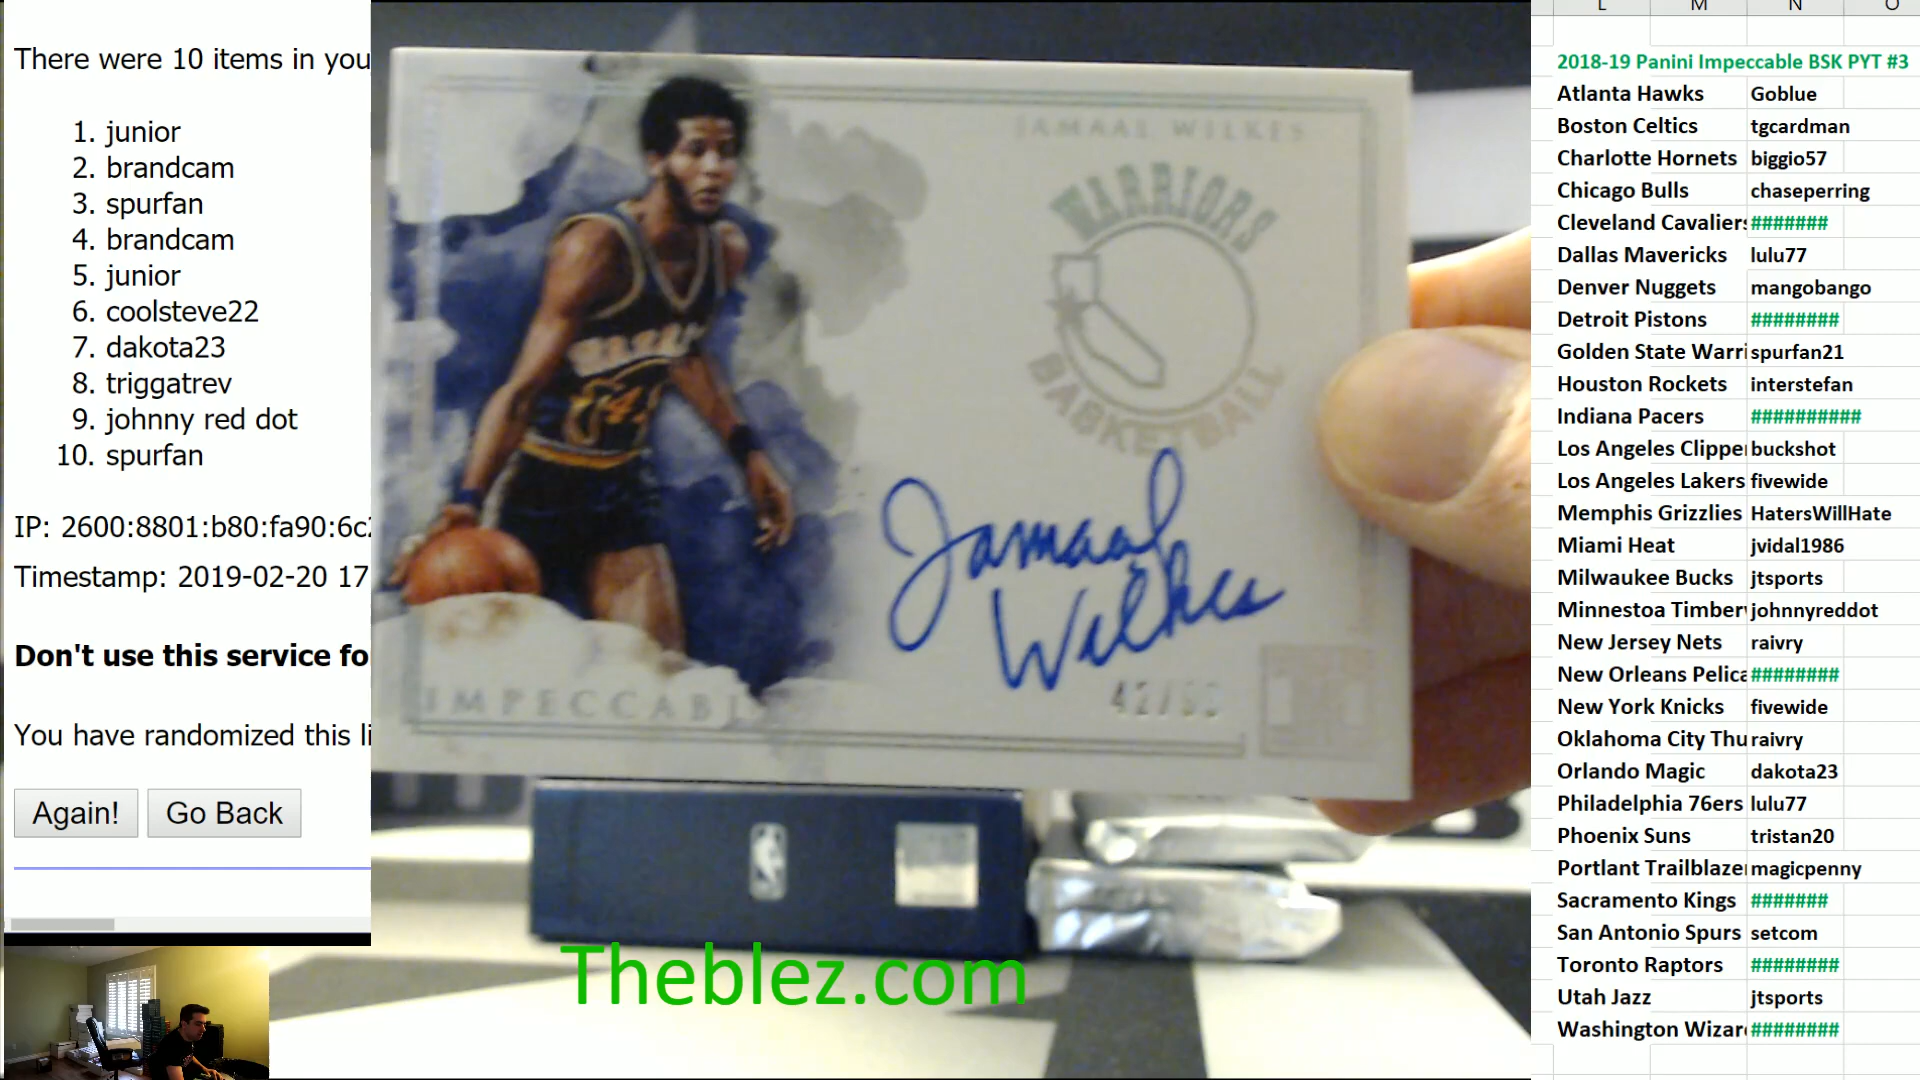 There were 10 items in you
1. junior
2. brandcam
3. spurfan
4. brandcam
5. junior
6. coolsteve22
7. dakota23
8. triggatrev
9. johnny red dot
10. spurfan
IP: 2600:8801:b80:fa90:6c
Timestamp: 2019-02-20 17
Don't use this service fo
You have randomized this li
Again! Go Back
JAMAAL WILKES
WARRIORS
BASKETBALL
Jamaal
Wilkes
IMPECCABL
Theblez.com
L M N O
2018-19 Panini Impeccable BSK PYT #3
Atlanta Hawks Goblue
Boston Celtics tgcardman
Charlotte Hornets biggio57
Chicago Bulls chaseperring
Cleveland Cavaliers #######
Dallas Mavericks lulu77
Denver Nuggets mangobango
Detroit Pistons ########
Golden State Warri spurfan21
Houston Rockets interstefan
Indiana Pacers ##########
Los Angeles Clipper buckshot
Los Angeles Lakers fivewide
Memphis Grizzlies HatersWillHate
Miami Heat jvidal1986
Milwaukee Bucks jtsports
Minnestoa Timberv johnnyreddot
New Jersey Nets raivry
New Orleans Pelica ########
New York Knicks fivewide
Oklahoma City Thu raivry
Orlando Magic dakota23
Philadelphia 76ers lulu77
Phoenix Suns tristan20
Portlant Trailblazer magicpenny
Sacramento Kings #######
San Antonio Spurs setcom
Toronto Raptors ########
Utah Jazz jtsports
Washington Wizard ########